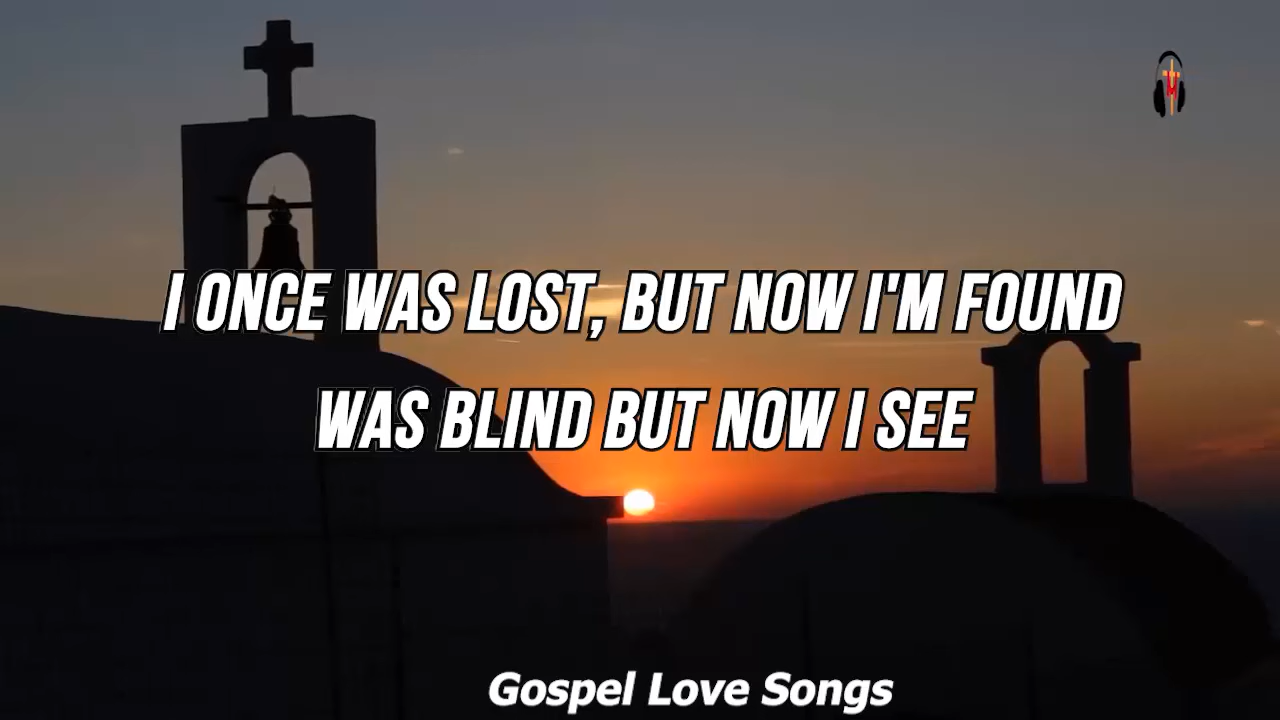 I ONCE WAS LOST, BUT NOW I'M FOUND
WAS BLIND BUT NOW I SEE
Gospel Love Songs